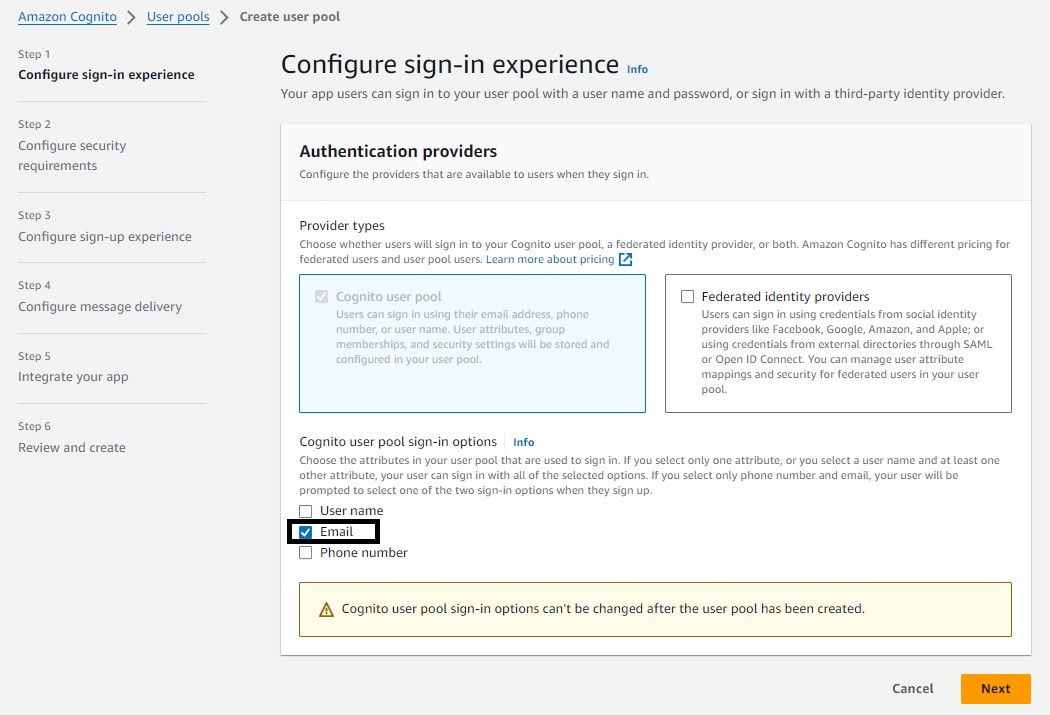 Amazon Cognito > User pools > Create user pool
Step 1
Configure sign-in experience
Step 2
Configure security
requirements
Step 3
Configure sign-up experience
Step 4
Configure message delivery
Step 5
Integrate your app
Step 6
Review and create
Configure sign-in experience Info
Your app users can sign in to your user pool with a user name and password, or sign in with a third-party identity provider.
Authentication providers
Configure the providers that are available to users when they sign in.
Provider types
Choose whether users will sign in to your Cognito user pool, a federated identity provider, or both. Amazon Cognito has different pricing for
federated users and user pool users. Learn more about pricing
Cognito user pool
Users can sign in using their email address, phone
number, or user name. User attributes, group
memberships, and security settings will be stored and
configured in your user pool.
Federated identity providers
Users can sign in using credentials from social identity
providers like Facebook, Google, Amazon, and Apple; or
using credentials from external directories through SAML
or Open ID Connect. You can manage user attribute
mappings and security for federated users in your user
pool.
Cognito user pool sign-in options Info
Choose the attributes in your user pool that are used to sign in. If you select only one attribute, or you select a user name and at least one
other attribute, your user can sign in with all of the selected options. If you select only phone number and email, your user will be
prompted to select one of the two sign-in options when they sign up.
User name
Email
Phone number
Cognito user pool sign-in options can't be changed after the user pool has been created.
Cancel Next